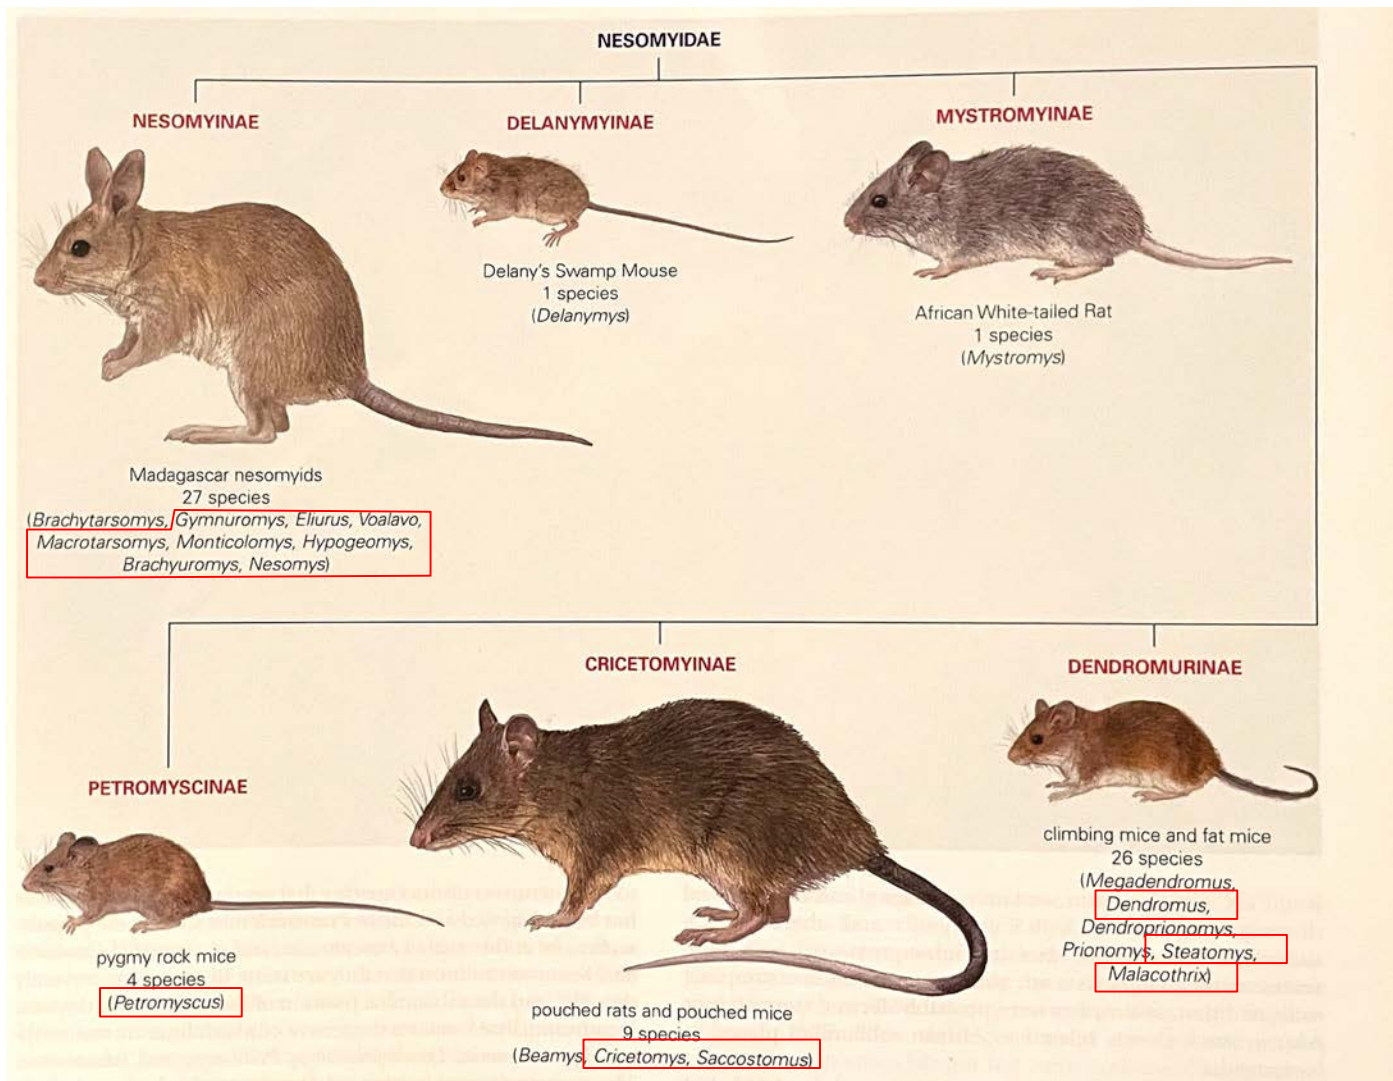 NESOMYIDAE
NESOMYINAE
DELANYMYINAE
MYSTROMYINAE
Delany's Swamp Mouse
1 species
(Delanymys)
African White-tailed Rat
1 species
(Mystromys)
Madagascar nesomyids
27 species
(Brachytarsomys, Gymnuromys, Eliurus, Voalavo,
Macrotarsomys, Monticolomys, Hypogeomys,
Brachyuromys, Nesomys)
PETROMYSCINAE
CRICETOMYINAE
DENDROMURINAE
pygmy rock mice
4 species
(Petromyscus)
pouched rats and pouched mice
9 species
(Beamys, Cricetomys, Saccostomus)
climbing mice and fat mice
26 species
(Megadendromus,
Dendromus,
Dendroprionomys,
Prionomys, Steatomys,
Malacothrix)